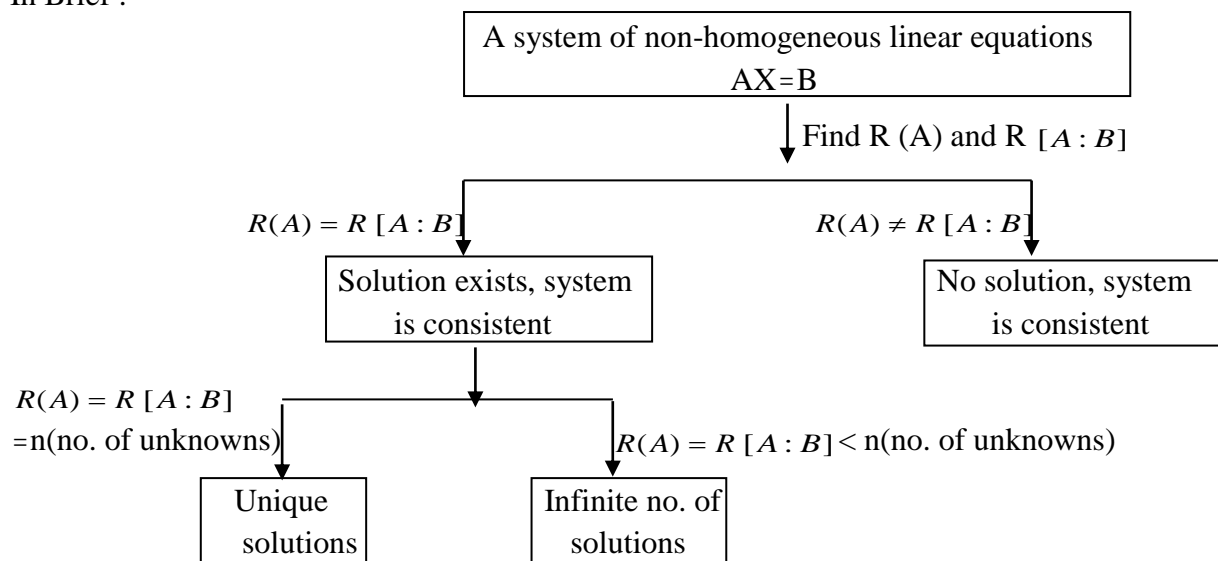 In Brief :
A system of non-homogeneous linear equations
AX=B
Find R (A) and R [A : B]
R(A) = R [A : B]
R(A) ≠ R [A : B]
Solution exists, system
is consistent
No solution, system
is consistent
R(A) = R [A : B]
=n(no. of unknowns)
R(A) = R [A : B] < n(no. of unknowns)
Unique
solutions
Infinite no. of
solutions